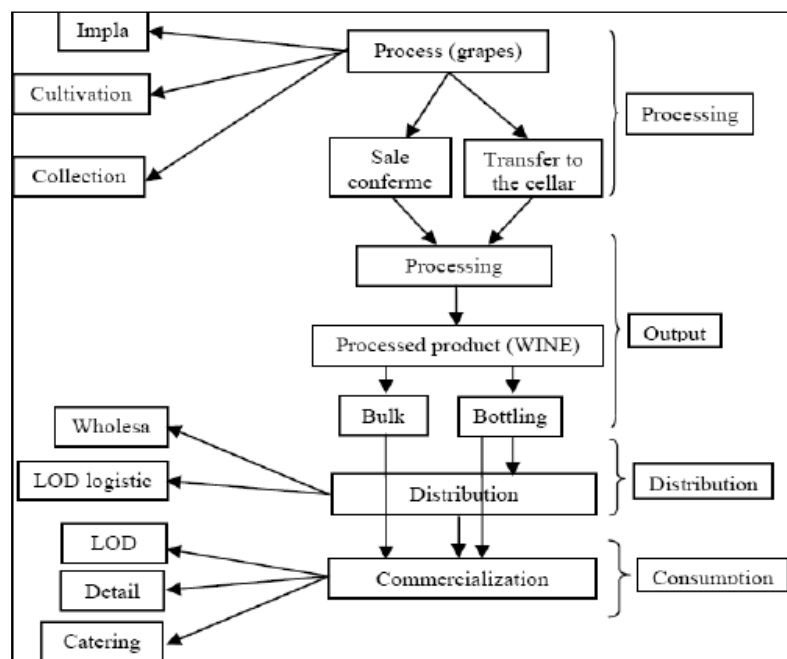 Impla
Process (grapes)
Cultivation
Processing
Collection
Sale
conferme
Transfer to
the cellar
Processing
Processed product (WINE)
Output
Bulk
Bottling
Wholesa
LOD logistic
Distribution
Distribution
LOD
Commercialization
Consumption
Detail
Catering